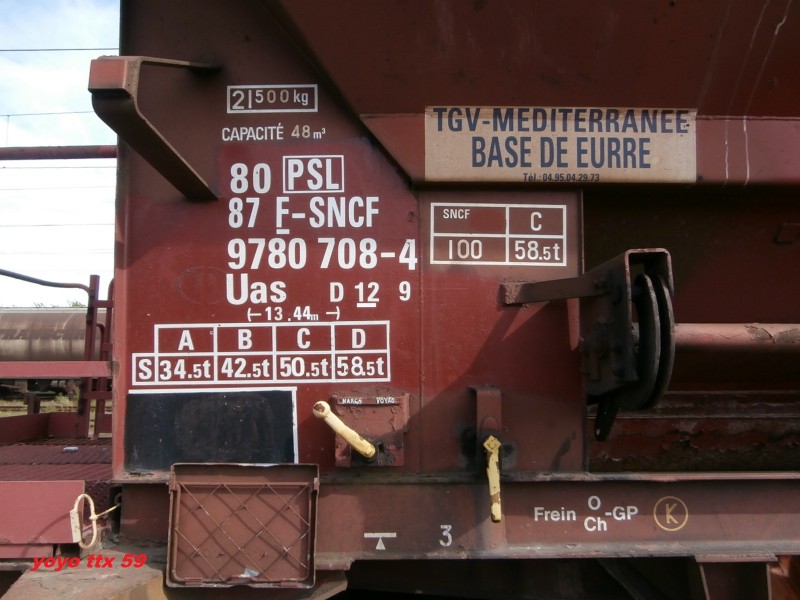 21500 kg
CAPACITÉ 48 m³
TGV-MEDITERRANEE
BASE DE EURRE
Tél.: 04.95.04.29.73
80 PSL
87 F-SNCF
9780 708-4
Uas D 12 9
(— 13.44m —)
SNCF C
100 58.5t
A B C D
S 34.5t 42.5t 50.5t 58.5t
MARCH VOYAG
Frein O-GP
Ch
K
3
yoyo ttx 59